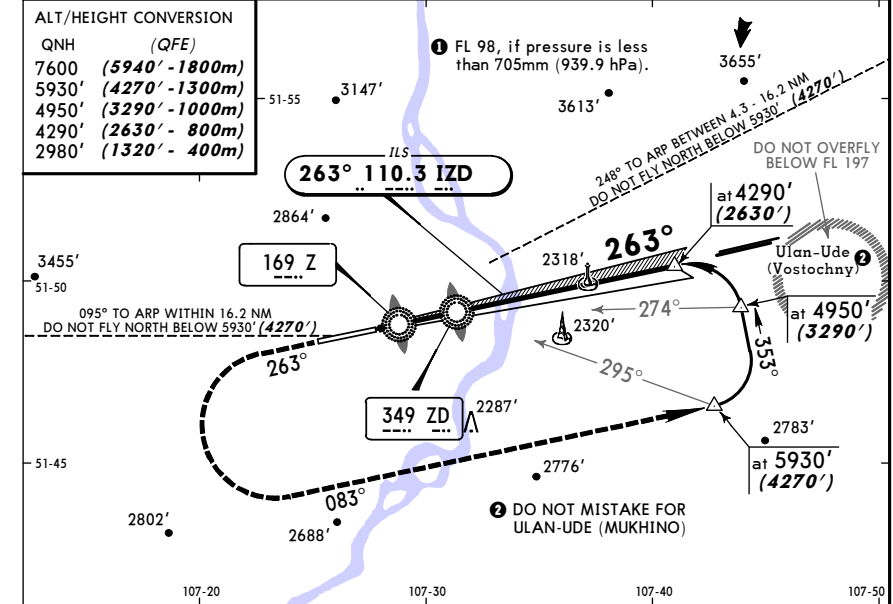 ALT/HEIGHT CONVERSION
QNH (QFE)
7600 (5940' -1800m)
5930' (4270' -1300m)
4950' (3290' -1000m)
4290' (2630' - 800m)
2980' (1320' - 400m)
❶ FL 98, if pressure is less
than 705mm (939.9 hPa).
3655'
3147'
3613'
51-55
248° TO ARP BETWEEN 4.3 - 16.2 NM
DO NOT FLY NORTH BELOW 5930' (4270')
DO NOT OVERFLY
BELOW FL 197
ILS
263° 110.3 IZD
at 4290'
(2630')
2864'
263°
2318'
Ulan-Ude ❷
(Vostochny)
169 Z
3455'
51-50
274°
at 4950'
(3290')
095° TO ARP WITHIN 16.2 NM
DO NOT FLY NORTH BELOW 5930' (4270')
2320'
353°
263°
295°
349 ZD
2287'
2783'
at 5930'
(4270')
51-45
2776'
083°
❷ DO NOT MISTAKE FOR
ULAN-UDE (MUKHINO)
2802'
2688'
107-20
107-30
107-40
107-50